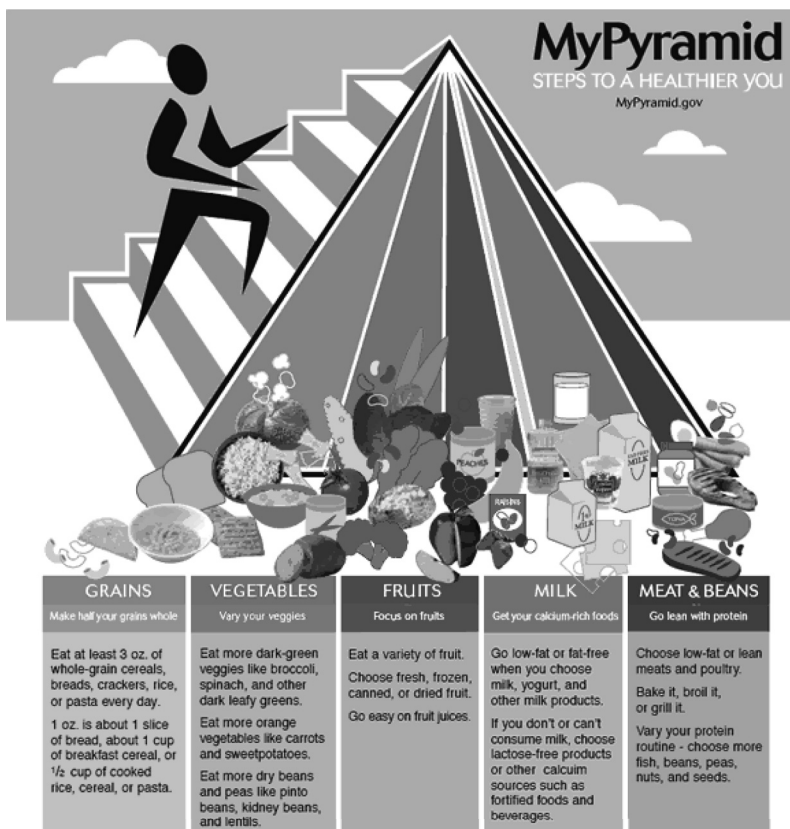 MyPyramid
STEPS TO A HEALTHIER YOU
MyPyramid.gov
PEACHES
MILK
RAISINS
MILK
TUNA
GRAINS
Make half your grains whole
Eat at least 3 oz. of
whole-grain cereals,
breads, crackers, rice,
or pasta every day.
1 oz. is about 1 slice
of bread, about 1 cup
of breakfast cereal, or
1/2 cup of cooked
rice, cereal, or pasta.
VEGETABLES
Vary your veggies
Eat more dark-green
veggies like broccoli,
spinach, and other
dark leafy greens.
Eat more orange
vegetables like carrots
and sweetpotatoes.
Eat more dry beans
and peas like pinto
beans, kidney beans,
and lentils.
FRUITS
Focus on fruits
Eat a variety of fruit.
Choose fresh, frozen,
canned, or dried fruit.
Go easy on fruit juices.
MILK
Get your calcium-rich foods
Go low-fat or fat-free
when you choose
milk, yogurt, and
other milk products.
If you don't or can't
consume milk, choose
lactose-free products
or other calcuim
sources such as
fortified foods and
beverages.
MEAT & BEANS
Go lean with protein
Choose low-fat or lean
meats and poultry.
Bake it, broil it,
or grill it.
Vary your protein
routine - choose more
fish, beans, peas,
nuts, and seeds.